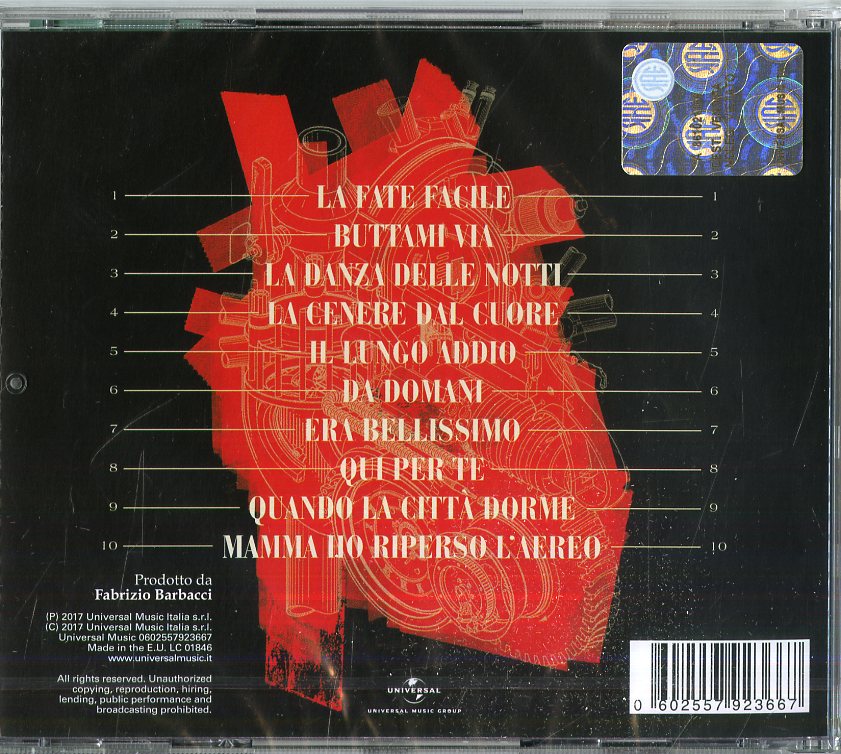 1 LA FATE FACILE 1
2 BUTTAMI VIA 2
3 LA DANZA DELLE NOTTI 3
4 LA CENERE DAL CUORE 4
5 IL LUNGO ADDIO 5
6 DA DOMANI 6
7 ERA BELLISSIMO 7
8 QUI PER TE 8
9 QUANDO LA CITTÀ DORME 9
10 MAMMA HO RIPERSO L'AEREO 10
Prodotto da
Fabrizio Barbacci
(P) 2017 Universal Music Italia s.r.l.
(C) 2017 Universal Music Italia s.r.l.
Universal Music 0602557923667
Made in the E.U. LC 01846
www.universalmusic.it
All rights reserved. Unauthorized
copying, reproduction, hiring,
lending, public performance and
broadcasting prohibited.
UNIVERSAL
UNIVERSAL MUSIC GROUP
0 602557 923667